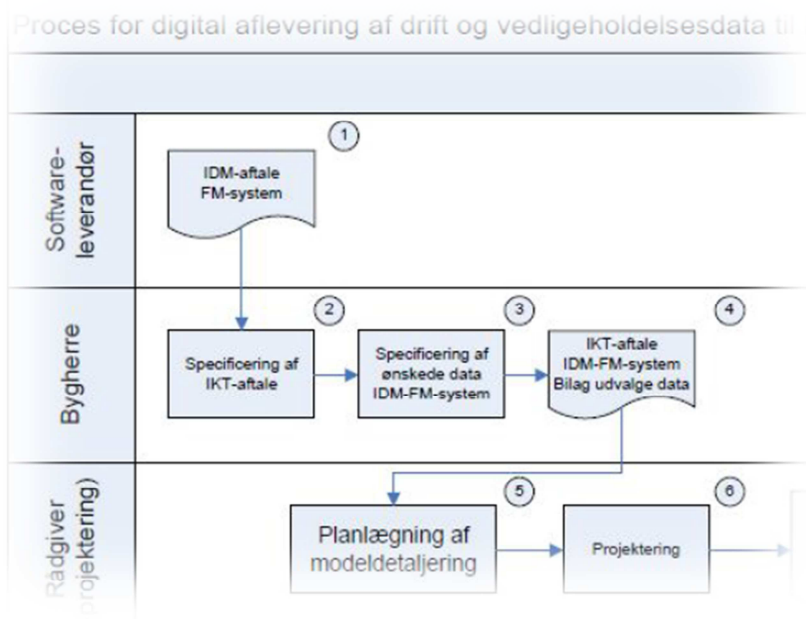 Proces for digital aflevering af drift og vedligeholdelsesdata til
Software-
leverandør
1
IDM-aftale
FM-system
Bygherre
2
Specificering af
IKT-aftale
3
Specificering af
ønskede data
IDM-FM-system
4
IKT-aftale
IDM-FM-system
Bilag udvalge data
Rådgiver
projektering)
5
Planlægning af
modeldetaljering
6
Projektering